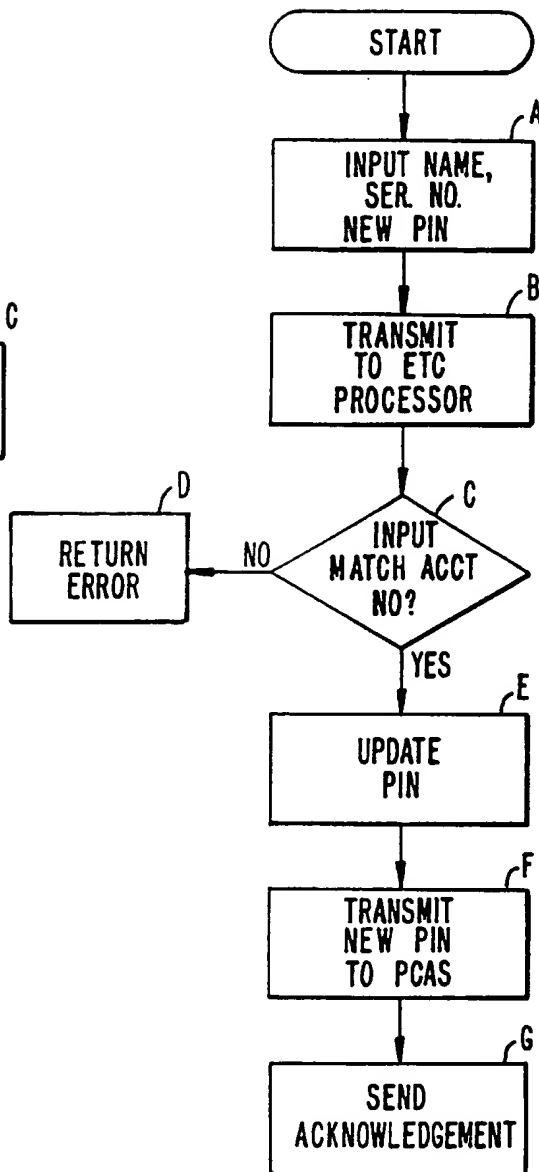 START
A
INPUT NAME,
SER. NO.
NEW PIN
B
TRANSMIT
TO ETC
PROCESSOR
C
C
INPUT
MATCH ACCT
NO?
D
RETURN
ERROR
NO
YES
E
UPDATE
PIN
F
TRANSMIT
NEW PIN
TO PCAS
G
SEND
ACKNOWLEDGEMENT